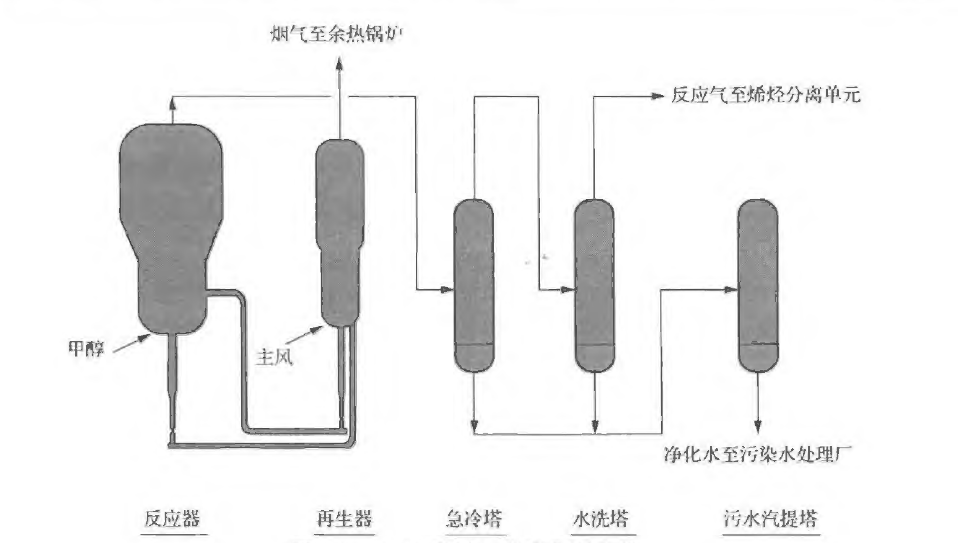 烟气至余热锅炉
反应气至烯烃分离单元
甲醇
主风
净化水至污染水处理厂
反应器
再生器
急冷塔
水洗塔
污水汽提塔